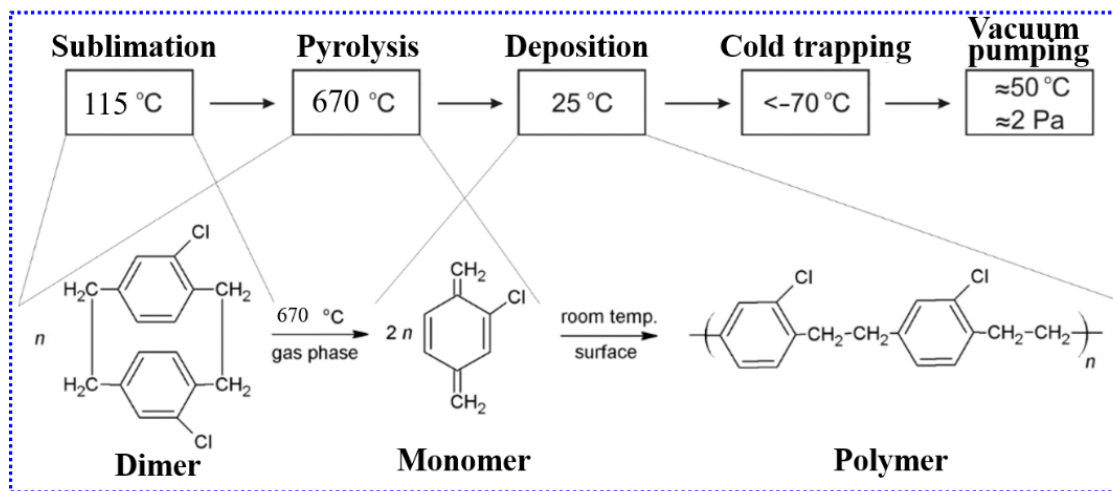 Sublimation
Pyrolysis
Deposition
Cold trapping
Vacuum
pumping
115 °C
670 °C
25 °C
<-70 °C
≈50 °C
≈2 Pa
n
Cl
H₂C
CH₂
H₂C
CH₂
Cl
670 °C
gas phase
2 n
CH₂
Cl
CH₂
room temp.
surface
Cl
CH₂-CH₂
Cl
CH₂-CH₂
n
Dimer
Monomer
Polymer